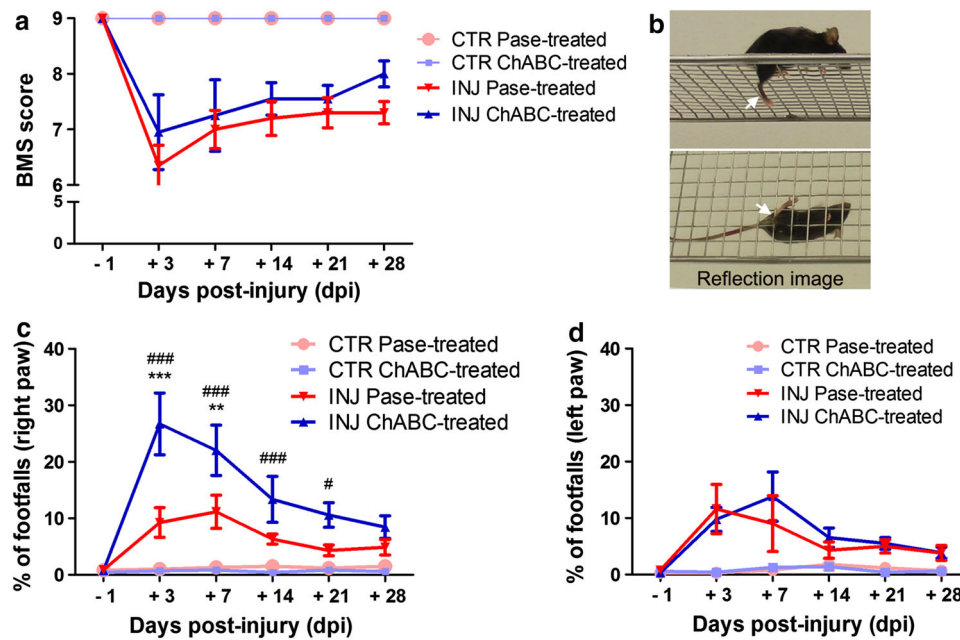 a
BMS score
9
8
7
6
5
0
- 1 + 3 + 7 + 14 + 21 + 28
Days post-injury (dpi)
CTR Pase-treated
CTR ChABC-treated
INJ Pase-treated
INJ ChABC-treated
b
Reflection image
c
% of footfalls (right paw)
40
30
20
10
0
- 1 + 3 + 7 + 14 + 21 + 28
Days post-injury (dpi)
### 
***
###
**
###
#
CTR Pase-treated
CTR ChABC-treated
INJ Pase-treated
INJ ChABC-treated
d
% of footfalls (left paw)
40
30
20
10
0
- 1 + 3 + 7 + 14 + 21 + 28
Days post-injury (dpi)
CTR Pase-treated
CTR ChABC-treated
INJ Pase-treated
INJ ChABC-treated